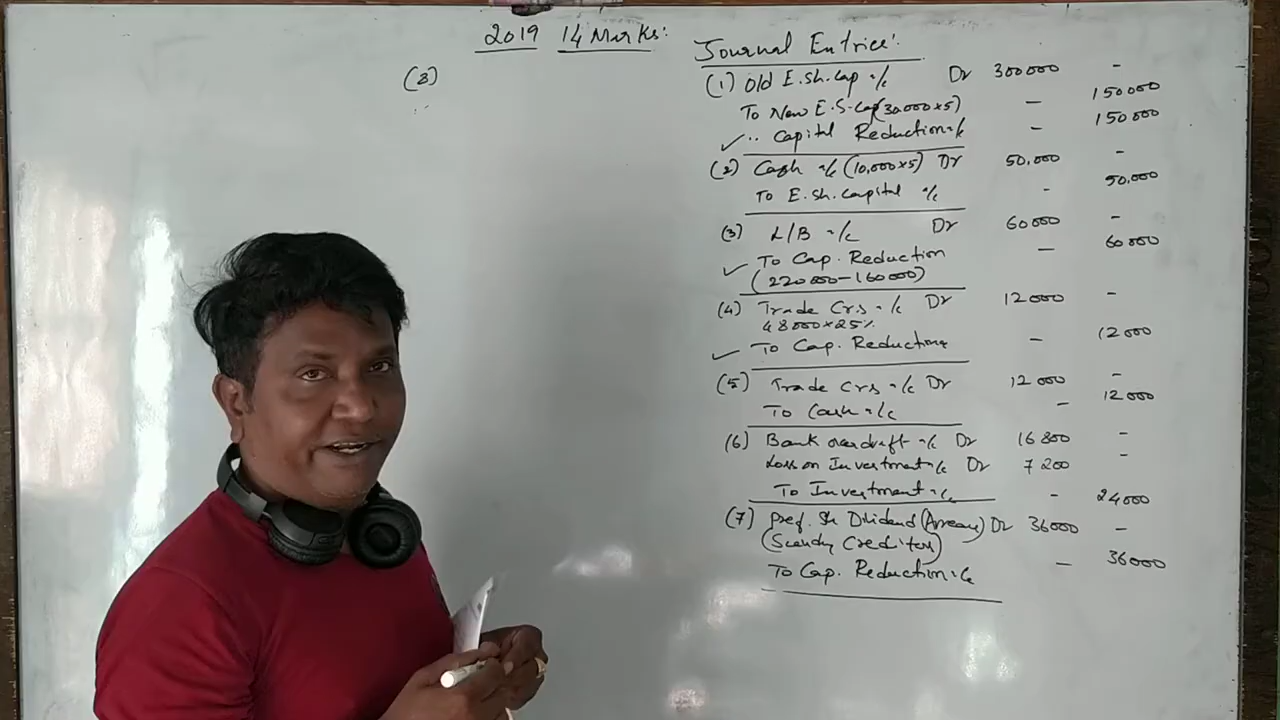 2019 14 Marks:
(3)
Journal Entries:
(1) Old E.sh.cap a/c Dr 300000 -
To New E.S.Cap(30,000×5) - 150000
✓ .. Capital Reduction a/c - 150000
(2) Cash a/c (10,000×5) Dr 50,000 -
To E.sh.Capital a/c - 50,000
(3) L/B a/c Dr 60000 -
✓ To Cap. Reduction - 60000
(220000-160000)
(4) Trade Crs a/c Dr 12000 -
48000×25%
✓ To Cap. Reduction - 12000
(5) Trade Crs a/c Dr 12000 -
To Cash a/c - 12000
(6) Bank overdraft a/c Dr 16800 -
Loss on Investment a/c Dr 7200 -
To Investment a/c - 24000
(7) Pref. Sh Dividend (Arrear) Dr 36000 -
(Sundry Creditors)
To Cap. Reduction a/c - 36000